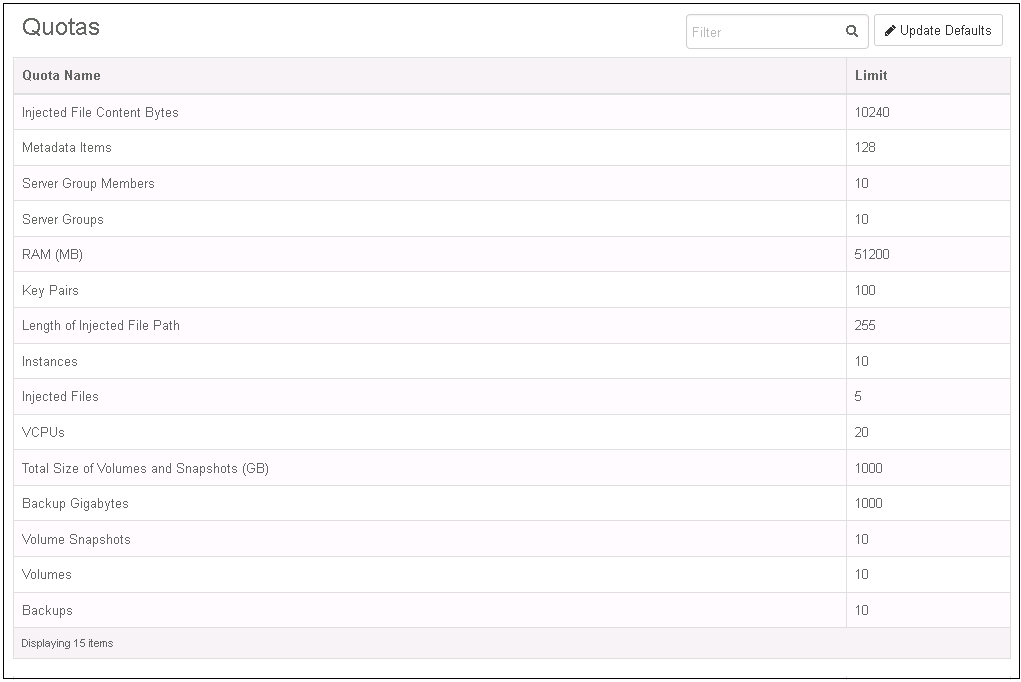 Quotas
Filter
Update Defaults
Quota Name Limit
Injected File Content Bytes 10240
Metadata Items 128
Server Group Members 10
Server Groups 10
RAM (MB) 51200
Key Pairs 100
Length of Injected File Path 255
Instances 10
Injected Files 5
VCPUs 20
Total Size of Volumes and Snapshots (GB) 1000
Backup Gigabytes 1000
Volume Snapshots 10
Volumes 10
Backups 10
Displaying 15 items